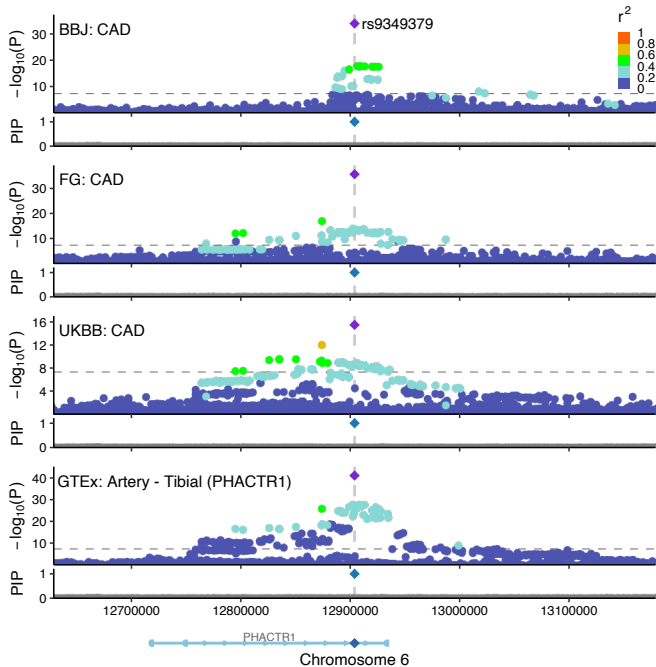 BBJ: CAD
rs9349379
r²
1
0.8
0.6
0.4
0.2
0
−log₁₀(P)
30
20
10
PIP
1
0
FG: CAD
−log₁₀(P)
30
20
10
PIP
1
0
UKBB: CAD
−log₁₀(P)
16
12
8
4
PIP
1
0
GTEx: Artery - Tibial (PHACTR1)
−log₁₀(P)
40
30
20
10
PIP
1
0
12700000 12800000 12900000 13000000 13100000
PHACTR1
Chromosome 6